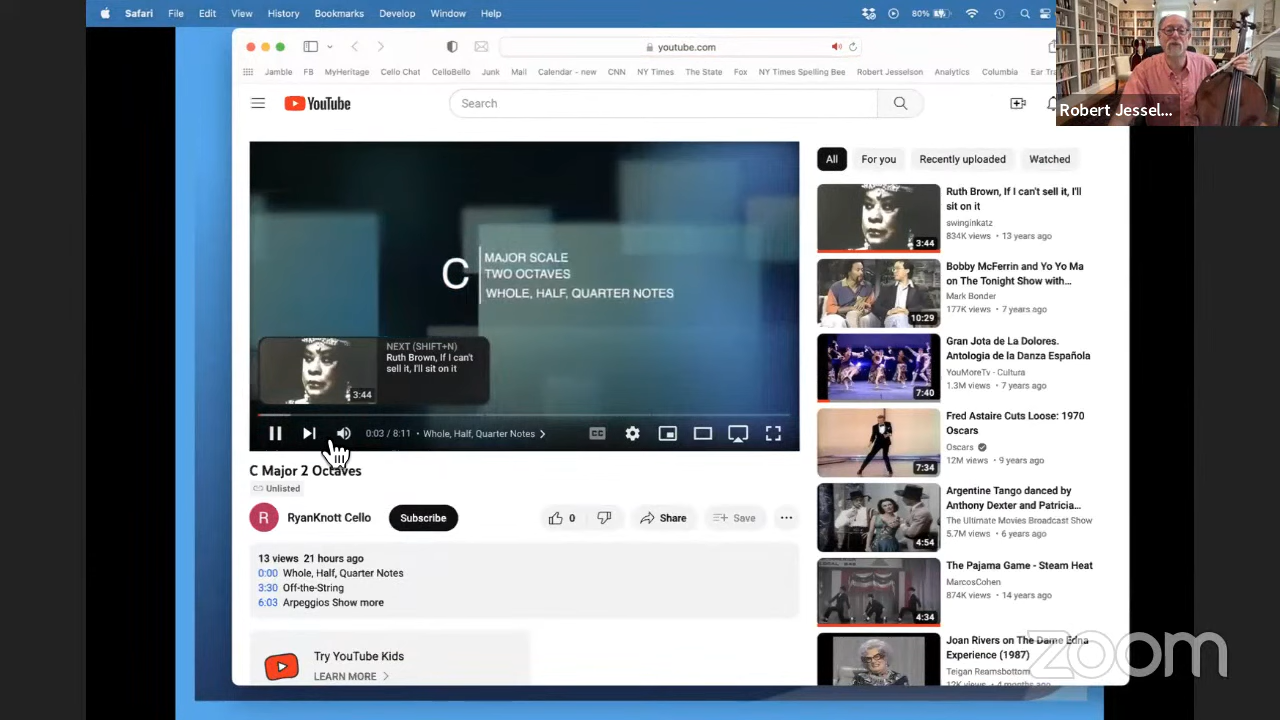 Safari File Edit View History Bookmarks Develop Window Help 80%
youtube.com
Jamble FB MyHeritage Cello Chat CelloBello Junk Mail Calendar - new CNN NY Times The State Fox NY Times Spelling Bee Robert Jesselson Analytics Columbia Ear Tra
Robert Jessel...
YouTube
Search
All For you Recently uploaded Watched
C MAJOR SCALE
TWO OCTAVES
WHOLE, HALF, QUARTER NOTES
NEXT (SHIFT+N)
Ruth Brown, If I can't
sell it, I'll sit on it
3:44
0:03 / 8:11 • Whole, Half, Quarter Notes
C Major 2 Octaves
Unlisted
R RyanKnott Cello Subscribe 0 Share Save
13 views 21 hours ago
0:00 Whole, Half, Quarter Notes
3:30 Off-the-String
6:03 Arpeggios Show more
Try YouTube Kids
LEARN MORE
Ruth Brown, If I can't sell it, I'll
sit on it
swinginkatz
834K views • 13 years ago
3:44
Bobby McFerrin and Yo Yo Ma
on The Tonight Show with...
Mark Bonder
177K views • 7 years ago
10:29
Gran Jota de La Dolores.
Antologia de la Danza Española
YouMoreTv - Cultura
1.3M views • 7 years ago
7:40
Fred Astaire Cuts Loose: 1970
Oscars
Oscars
12M views • 9 years ago
7:34
Argentine Tango danced by
Anthony Dexter and Patricia...
The Ultimate Movies Broadcast Show
5.7M views • 6 years ago
4:54
The Pajama Game - Steam Heat
MarcosCohen
874K views • 14 years ago
4:34
Joan Rivers on The Dame Edna
Experience (1987)
Teigan Reamsbottom
12K views • 4 months ago
zoom